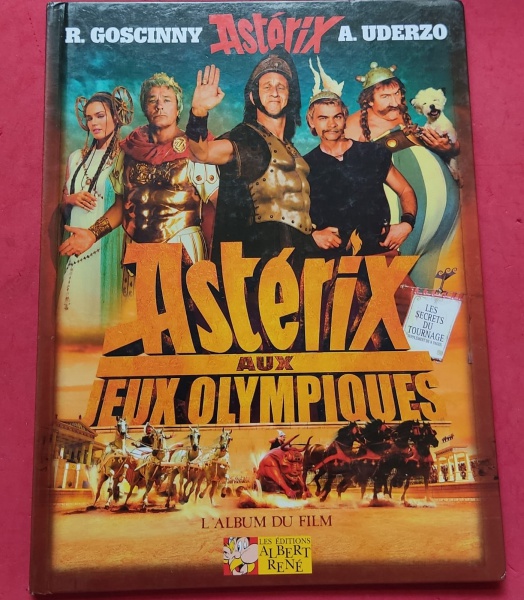 R. GOSCINNY Astérix A. UDERZO
Astérix
AUX
JEUX OLYMPIQUES
LES
SECRETS
DU
TOURNAGE
L'ALBUM DU FILM
LES ÉDITIONS
ALBERT
RENÉ